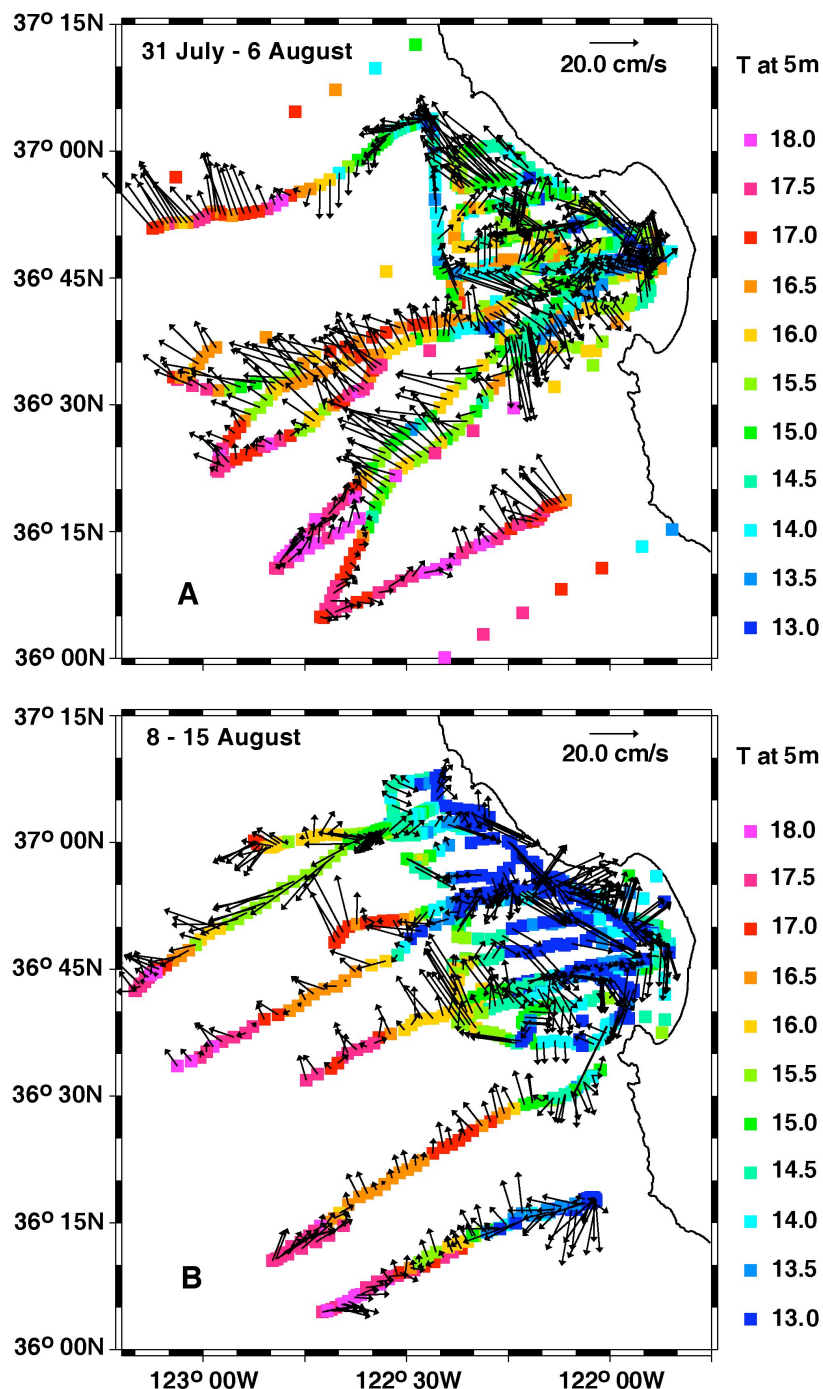 37° 15N
31 July - 6 August
20.0 cm/s
T at 5m
18.0
37° 00N
17.5
17.0
36° 45N
16.5
16.0
15.5
36° 30N
15.0
14.5
36° 15N
14.0
13.5
A
13.0
36° 00N
37° 15N
8 - 15 August
20.0 cm/s
T at 5m
18.0
37° 00N
17.5
17.0
36° 45N
16.5
16.0
15.5
36° 30N
15.0
14.5
36° 15N
14.0
B
13.5
13.0
36° 00N
123° 00W 122° 30W 122° 00W